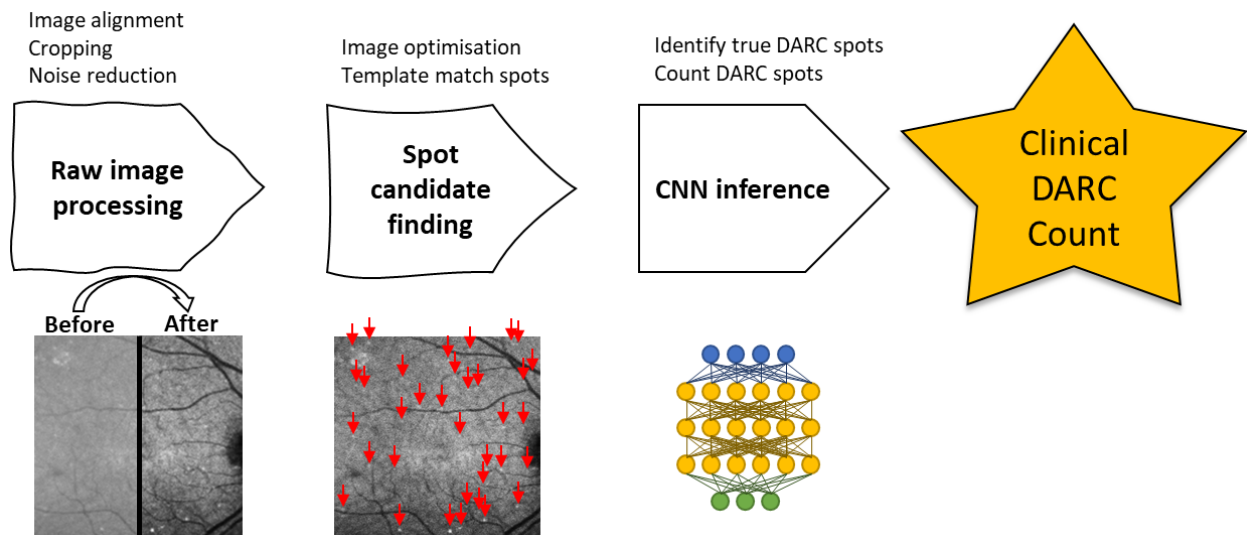 Image alignment
Cropping
Noise reduction
Image optimisation
Template match spots
Identify true DARC spots
Count DARC spots
Raw image
processing
Spot
candidate
finding
CNN inference
Clinical
DARC
Count
Before
After